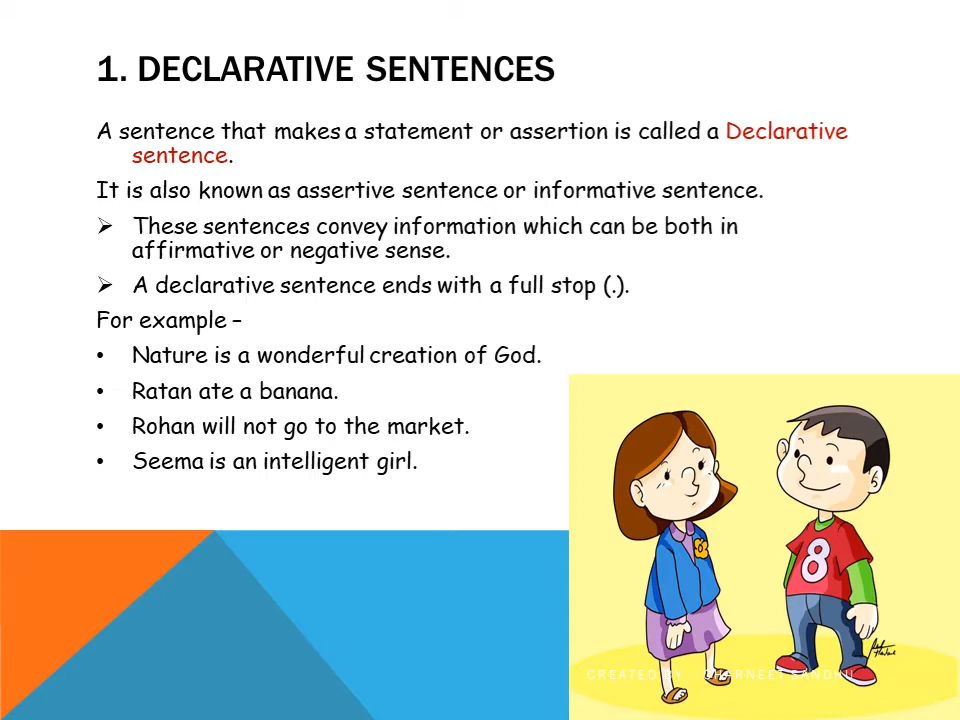 1. DECLARATIVE SENTENCES
A sentence that makes a statement or assertion is called a Declarative
sentence.
It is also known as assertive sentence or informative sentence.
➢ These sentences convey information which can be both in
affirmative or negative sense.
➢ A declarative sentence ends with a full stop (.).
For example –
• Nature is a wonderful creation of God.
• Ratan ate a banana.
• Rohan will not go to the market.
• Seema is an intelligent girl.
8
CREATED BY